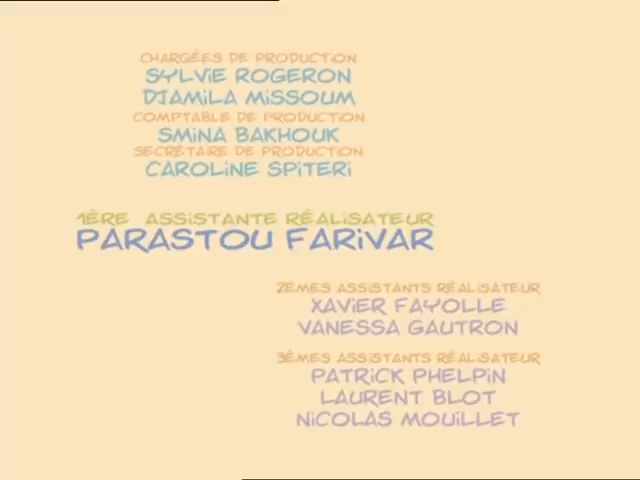 CHARGÉES DE PRODUCTION
SYLViE ROGERON
DJAMiLA MiSSOUM
COMPTABLE DE PRODUCTION
SMiNA BAKHOUK
SECRÉTAiRE DE PRODUCTION
CAROLiNE SPiTERi
1ÈRE ASSiSTANTE RÉALiSATEUR
PARASTOU FARiVAR
2ÈMES ASSiSTANTS RÉALiSATEUR
XAViER FAYOLLE
VANESSA GAUTRON
3ÈMES ASSiSTANTS RÉALiSATEUR
PATRiCK PHELPiN
LAURENT BLOT
NiCOLAS MOUiLLET